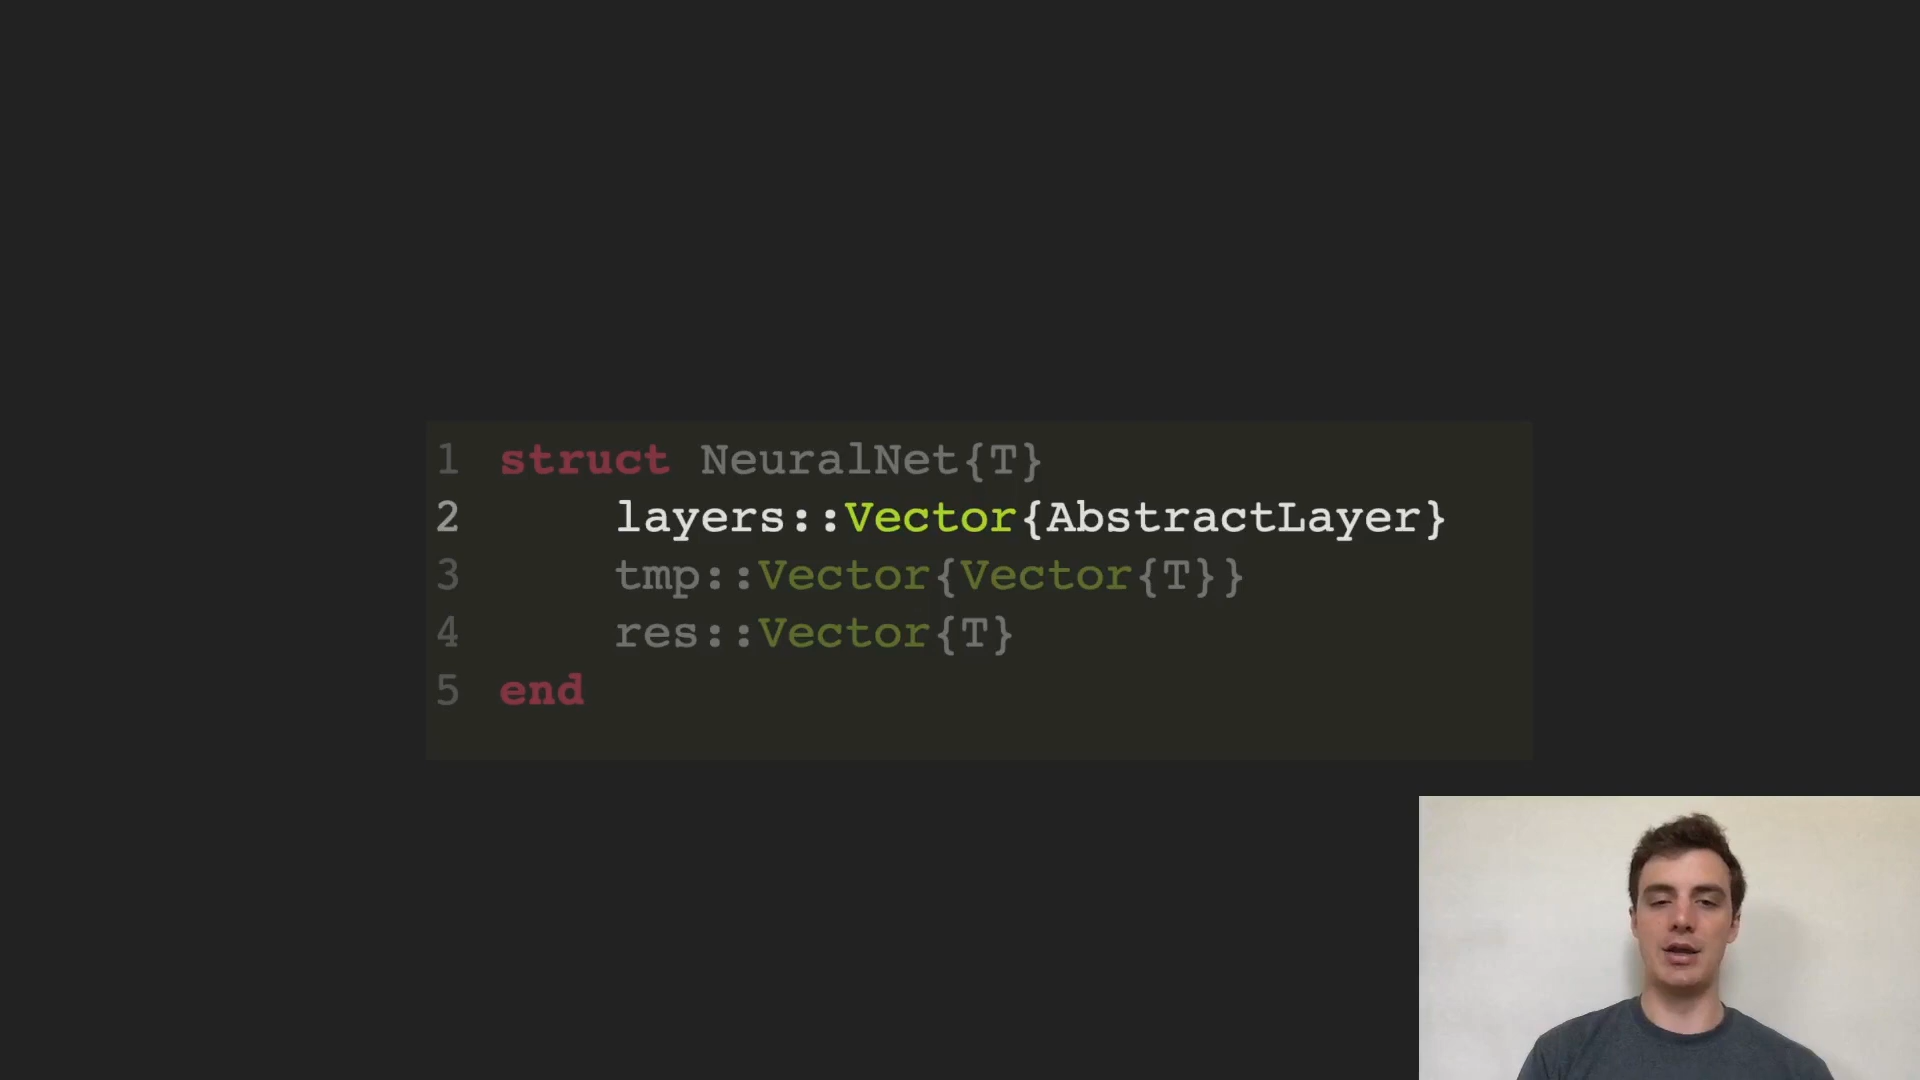 1 struct NeuralNet{T}
2 layers::Vector{AbstractLayer}
3 tmp::Vector{Vector{T}}
4 res::Vector{T}
5 end